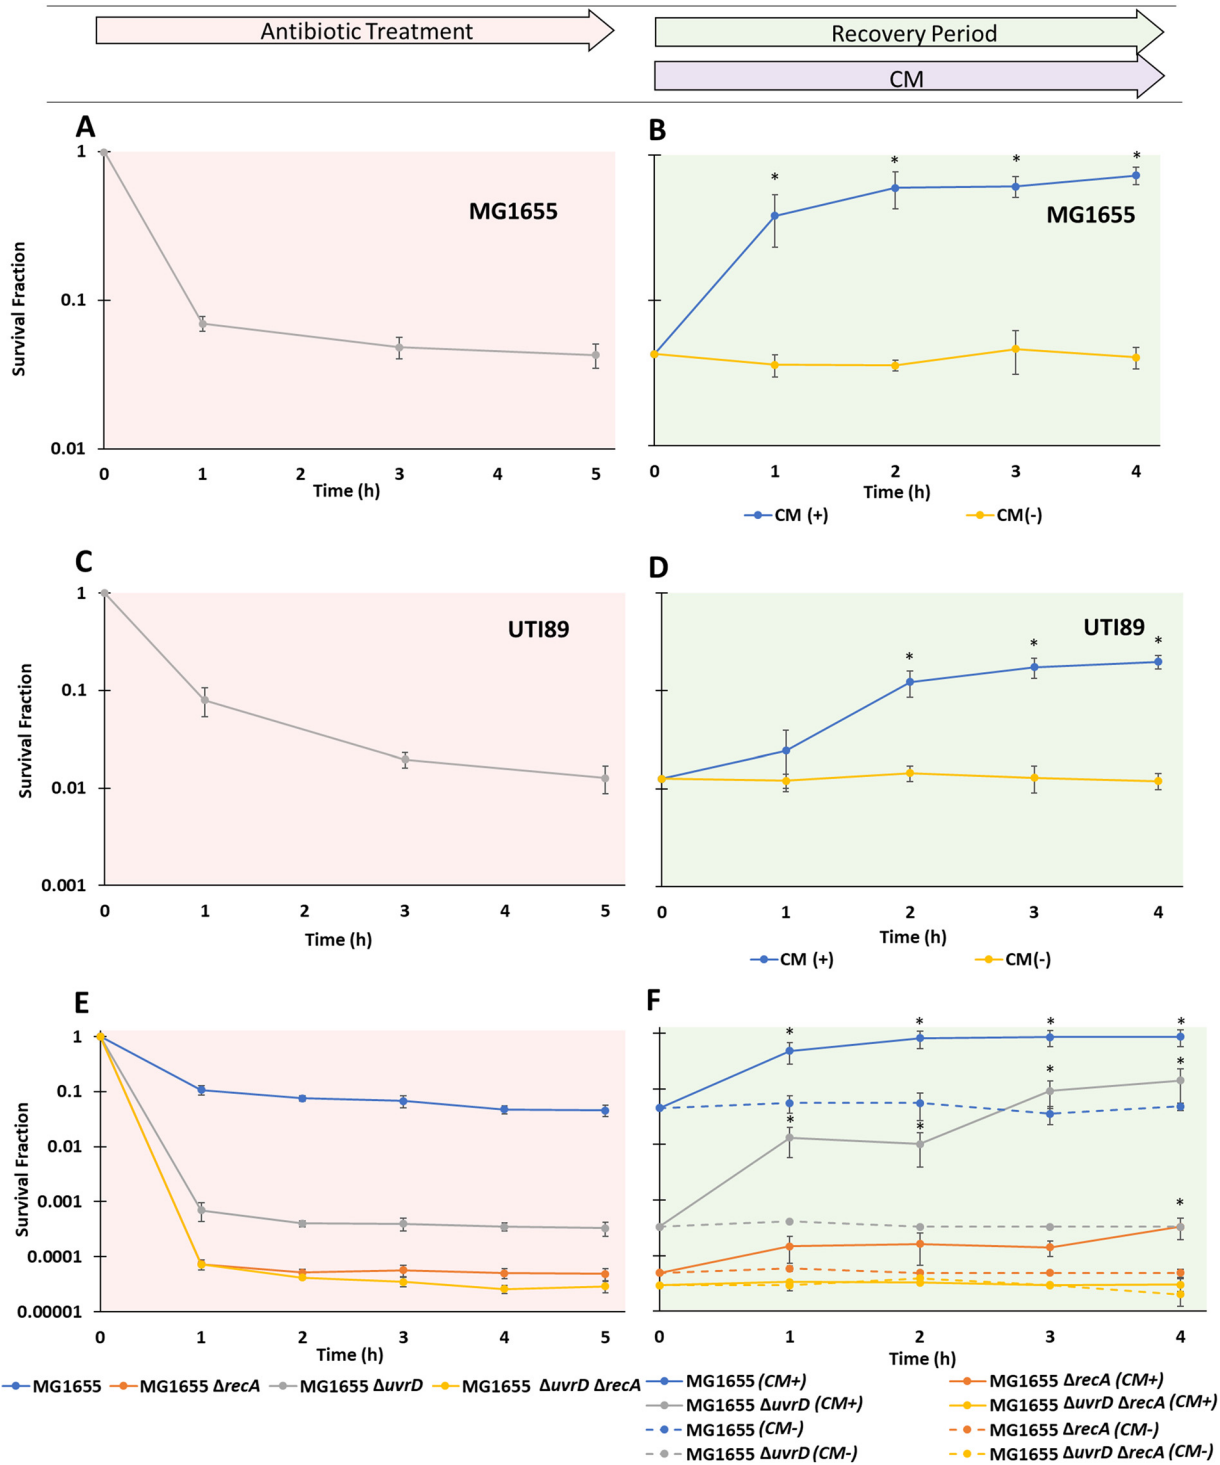 Antibiotic Treatment
Recovery Period
CM
A
1
0.1
0.01
Survival Fraction
MG1655
0 1 2 3 4 5
Time (h)
B
* * * *
MG1655
0 1 2 3 4
Time (h)
CM (+) CM(-)
C
1
0.1
0.01
0.001
Survival Fraction
UTI89
0 1 2 3 4 5
Time (h)
D
* * *
UTI89
0 1 2 3 4
Time (h)
CM (+) CM(-)
E
1
0.1
0.01
0.001
0.0001
0.00001
Survival Fraction
0 1 2 3 4 5
Time (h)
MG1655 MG1655 ΔrecA MG1655 ΔuvrD MG1655 ΔuvrD ΔrecA
F
* * * *
* * * *
*
0 1 2 3 4
Time (h)
MG1655 (CM+) MG1655 ΔrecA (CM+)
MG1655 ΔuvrD (CM+) MG1655 ΔuvrD ΔrecA (CM+)
MG1655 (CM-) MG1655 ΔrecA (CM-)
MG1655 ΔuvrD (CM-) MG1655 ΔuvrD ΔrecA (CM-)